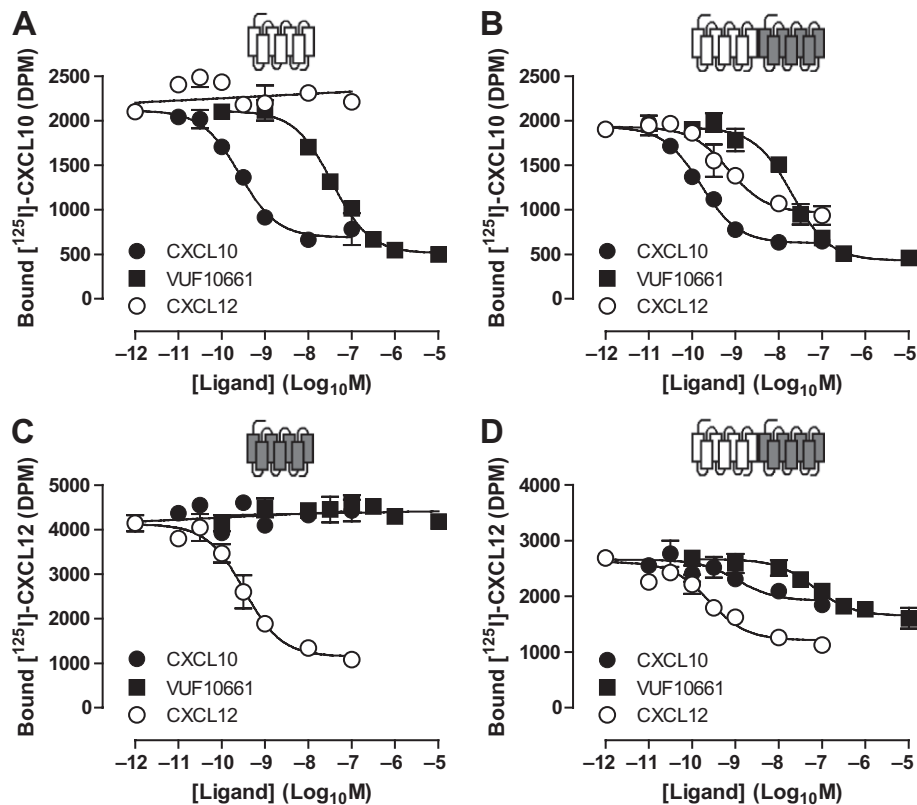 A
Bound [¹²⁵I]-CXCL10 (DPM)
2500
2000
1500
1000
500
0
CXCL10
VUF10661
CXCL12
–12 –11 –10 –9 –8 –7 –6 –5
[Ligand] (Log₁₀M)
B
Bound [¹²⁵I]-CXCL10 (DPM)
2500
2000
1500
1000
500
0
CXCL10
VUF10661
CXCL12
–12 –11 –10 –9 –8 –7 –6 –5
[Ligand] (Log₁₀M)
C
Bound [¹²⁵I]-CXCL12 (DPM)
5000
4000
3000
2000
1000
0
CXCL10
VUF10661
CXCL12
–12 –11 –10 –9 –8 –7 –6 –5
[Ligand] (Log₁₀M)
D
Bound [¹²⁵I]-CXCL12 (DPM)
4000
3000
2000
1000
0
CXCL10
VUF10661
CXCL12
–12 –11 –10 –9 –8 –7 –6 –5
[Ligand] (Log₁₀M)